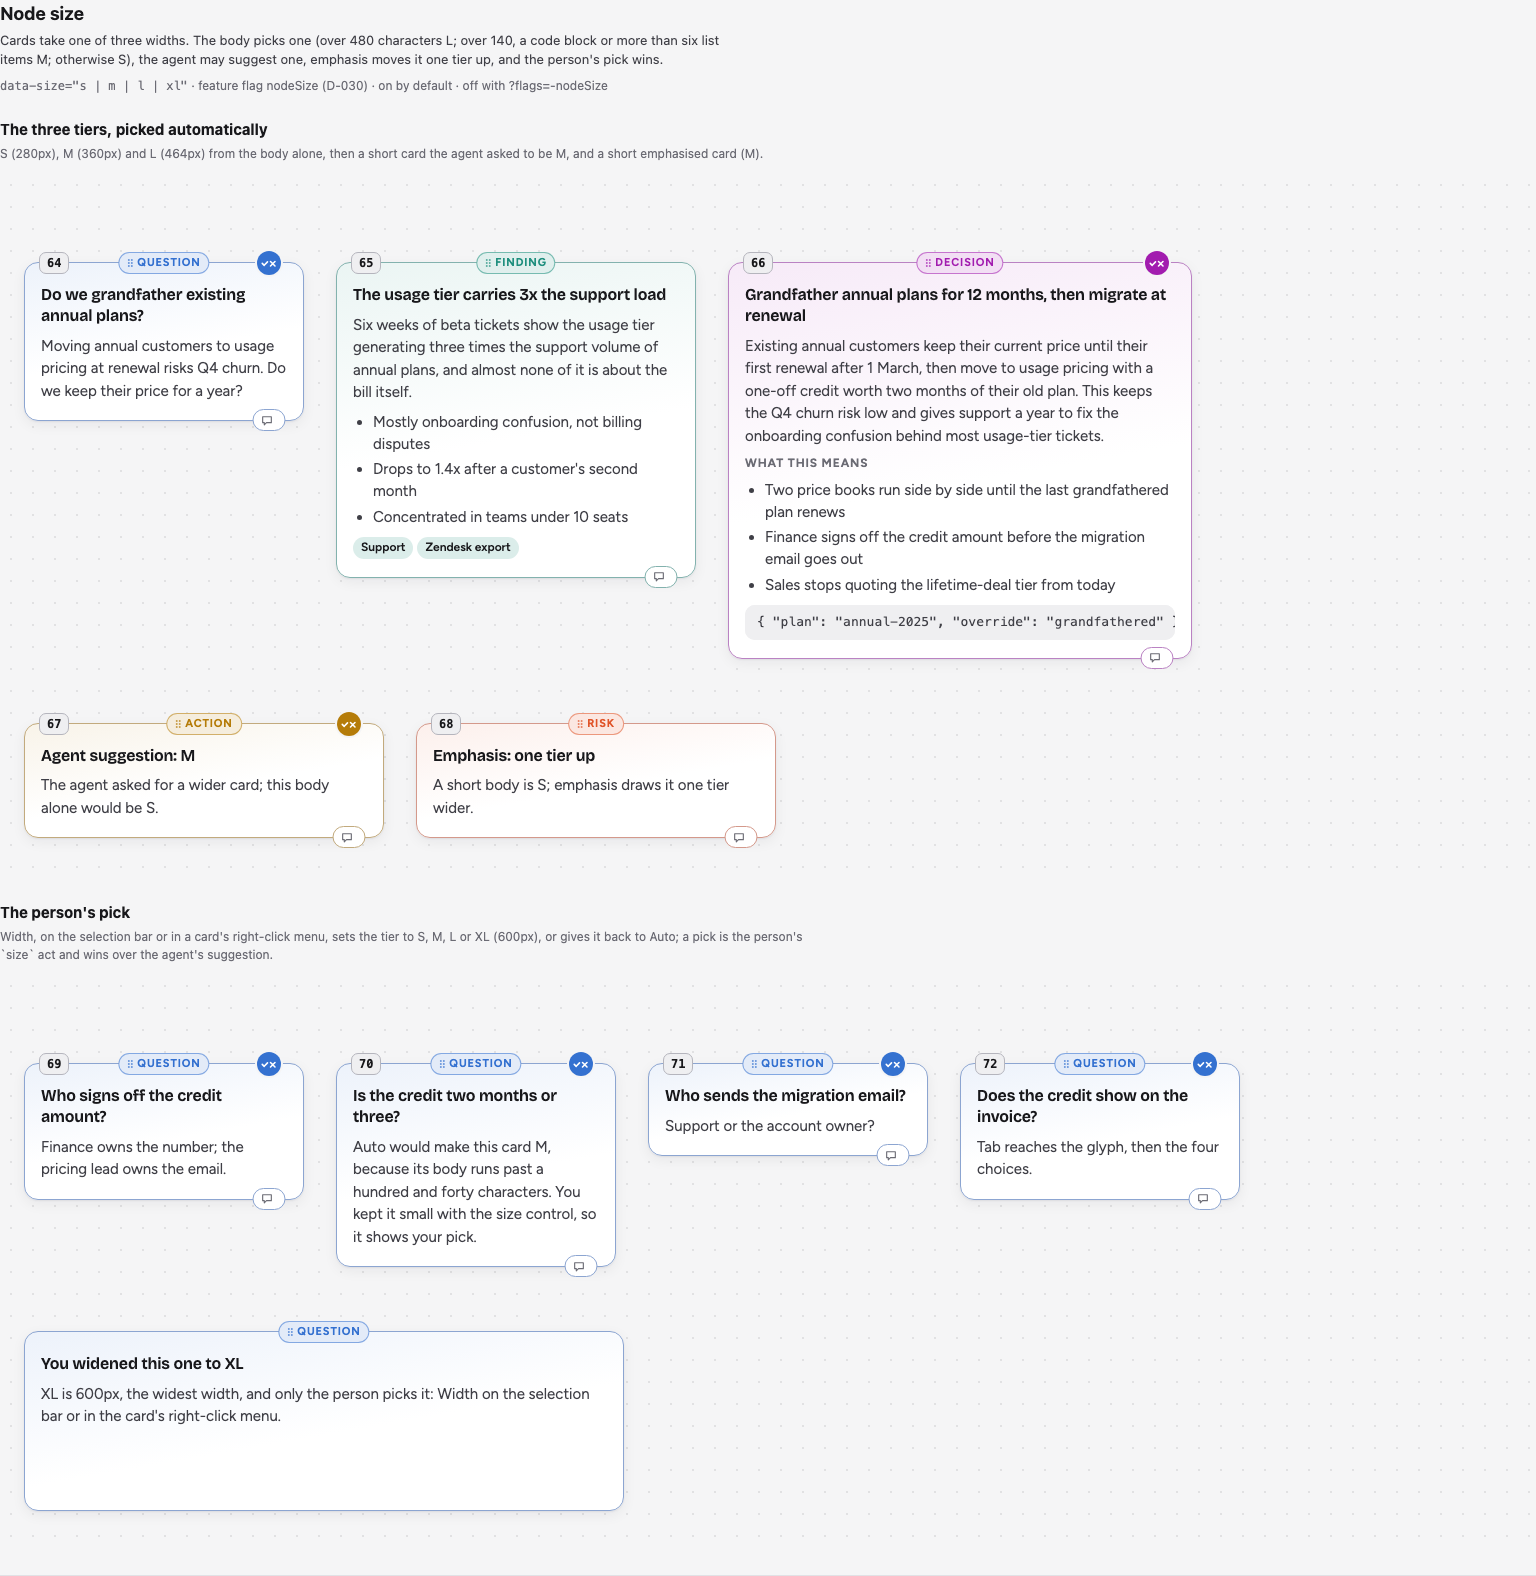 Node size
Cards take one of three widths. The body picks one (over 480 characters L; over 140, a code block or more than six list
items M; otherwise S), the agent may suggest one, emphasis moves it one tier up, and the person's pick wins.
data-size="s | m | l | xl" · feature flag nodeSize (D-030) · on by default · off with ?flags=-nodeSize
The three tiers, picked automatically
S (280px), M (360px) and L (464px) from the body alone, then a short card the agent asked to be M, and a short emphasised card (M).
64
QUESTION
Do we grandfather existing
annual plans?
Moving annual customers to usage
pricing at renewal risks Q4 churn. Do
we keep their price for a year?
65
FINDING
The usage tier carries 3x the support load
Six weeks of beta tickets show the usage tier
generating three times the support volume of
annual plans, and almost none of it is about the
bill itself.
• Mostly onboarding confusion, not billing
disputes
• Drops to 1.4x after a customer's second
month
• Concentrated in teams under 10 seats
Support Zendesk export
66
DECISION
Grandfather annual plans for 12 months, then migrate at
renewal
Existing annual customers keep their current price until their
first renewal after 1 March, then move to usage pricing with a
one-off credit worth two months of their old plan. This keeps
the Q4 churn risk low and gives support a year to fix the
onboarding confusion behind most usage-tier tickets.
WHAT THIS MEANS
• Two price books run side by side until the last grandfathered
plan renews
• Finance signs off the credit amount before the migration
email goes out
• Sales stops quoting the lifetime-deal tier from today
{ "plan": "annual-2025", "override": "grandfathered" }
67
ACTION
Agent suggestion: M
The agent asked for a wider card; this body
alone would be S.
68
RISK
Emphasis: one tier up
A short body is S; emphasis draws it one tier
wider.
The person's pick
Width, on the selection bar or in a card's right-click menu, sets the tier to S, M, L or XL (600px), or gives it back to Auto; a pick is the person's
`size` act and wins over the agent's suggestion.
69
QUESTION
Who signs off the credit
amount?
Finance owns the number; the
pricing lead owns the email.
70
QUESTION
Is the credit two months or
three?
Auto would make this card M,
because its body runs past a
hundred and forty characters. You
kept it small with the size control, so
it shows your pick.
71
QUESTION
Who sends the migration email?
Support or the account owner?
72
QUESTION
Does the credit show on the
invoice?
Tab reaches the glyph, then the four
choices.
QUESTION
You widened this one to XL
XL is 600px, the widest width, and only the person picks it: Width on the selection
bar or in the card's right-click menu.